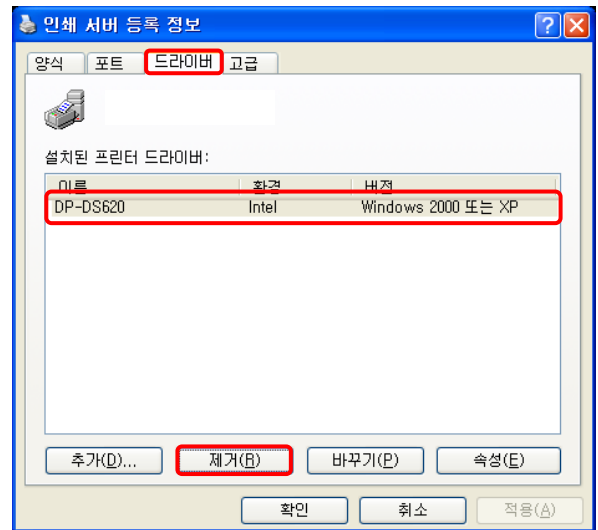 인쇄 서버 등록 정보
양식 포트 드라이버 고급
설치된 프린터 드라이버:
이름 환경 버전
DP-DS620 Intel Windows 2000 또는 XP
추가(D)... 제거(R) 바꾸기(P) 속성(E)
확인 취소 적용(A)